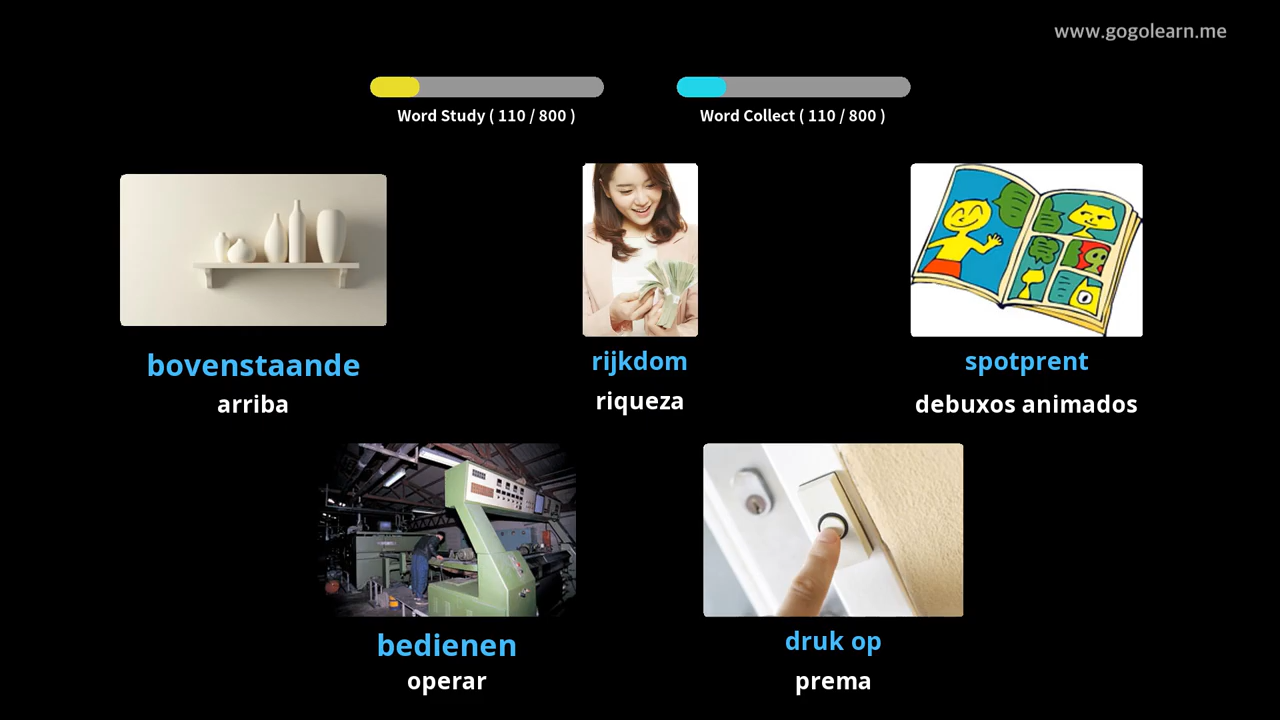 www.gogolearn.me
Word Study ( 110 / 800 )
Word Collect ( 110 / 800 )
bovenstaande
arriba
rijkdom
riqueza
spotprent
debuxos animados
bedienen
operar
druk op
prema